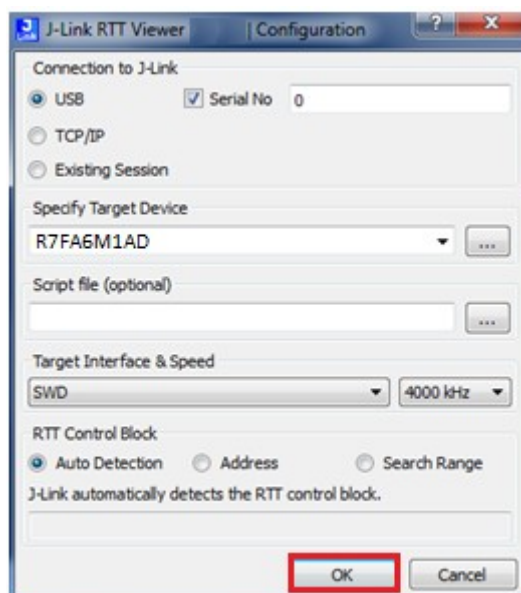 J-Link RTT Viewer | Configuration
Connection to J-Link
USB Serial No 0
TCP/IP
Existing Session
Specify Target Device
R7FA6M1AD ...
Script file (optional)
...
Target Interface & Speed
SWD 4000 kHz
RTT Control Block
Auto Detection Address Search Range
J-Link automatically detects the RTT control block.
OK Cancel